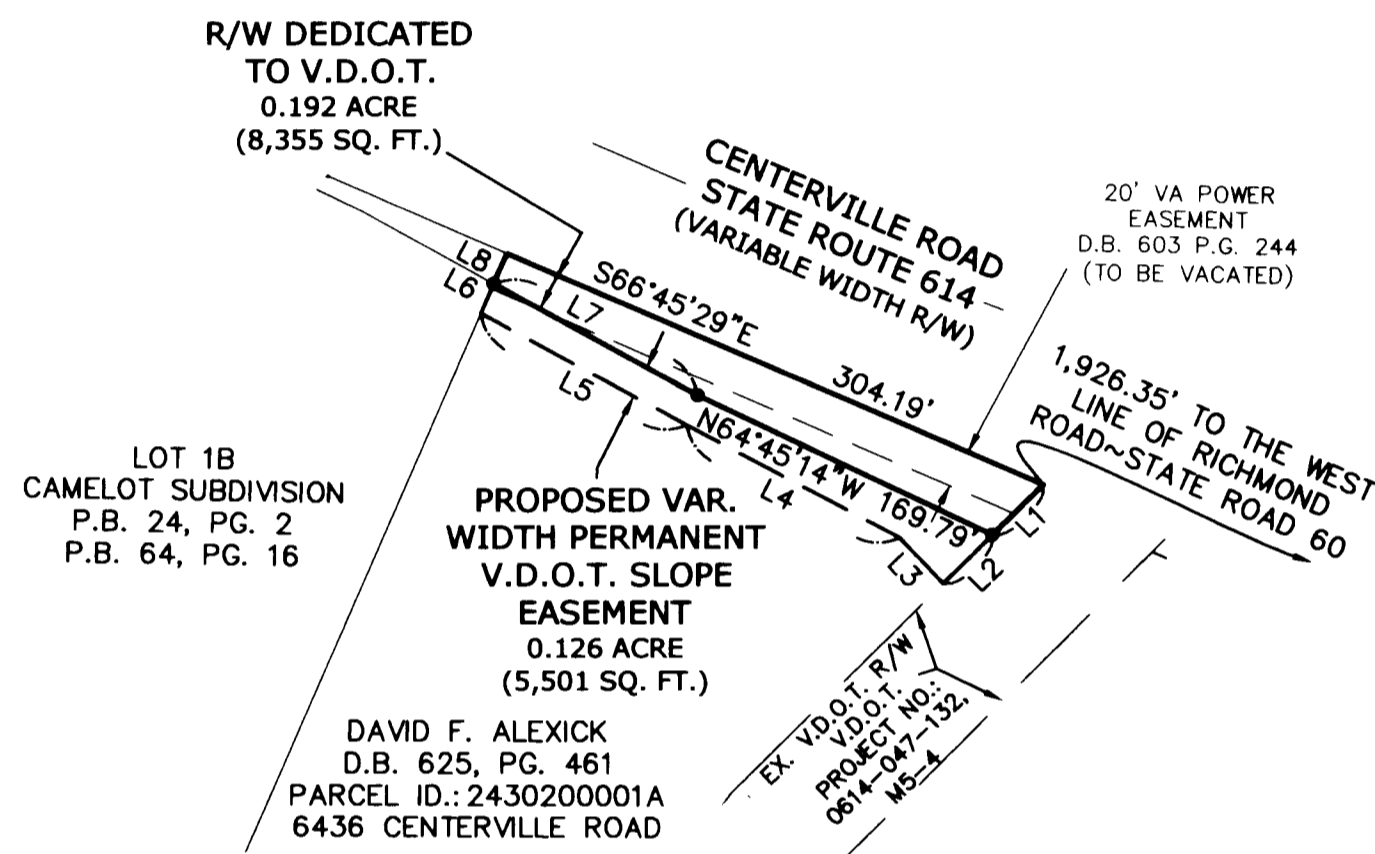 R/W DEDICATED
TO V.D.O.T.
0.192 ACRE
(8,355 SQ. FT.)
CENTERVILLE ROAD
STATE ROUTE 614
(VARIABLE WIDTH R/W)
20' VA POWER
EASEMENT
D.B. 603 P.G. 244
(TO BE VACATED)
L8
L6
S66°45'29"E
304.19'
L7
L5
N64°45'14"W 169.79'
L4
L1
L2
L3
1,926.35' TO THE WEST
LINE OF RICHMOND
ROAD~STATE ROAD 60
LOT 1B
CAMELOT SUBDIVISION
P.B. 24, PG. 2
P.B. 64, PG. 16
PROPOSED VAR.
WIDTH PERMANENT
V.D.O.T. SLOPE
EASEMENT
0.126 ACRE
(5,501 SQ. FT.)
EX. V.D.O.T. R/W
V.D.O.T.
PROJECT NO.:
0614-047-132,
M5-4
DAVID F. ALEXICK
D.B. 625, PG. 461
PARCEL ID.: 2430200001A
6436 CENTERVILLE ROAD